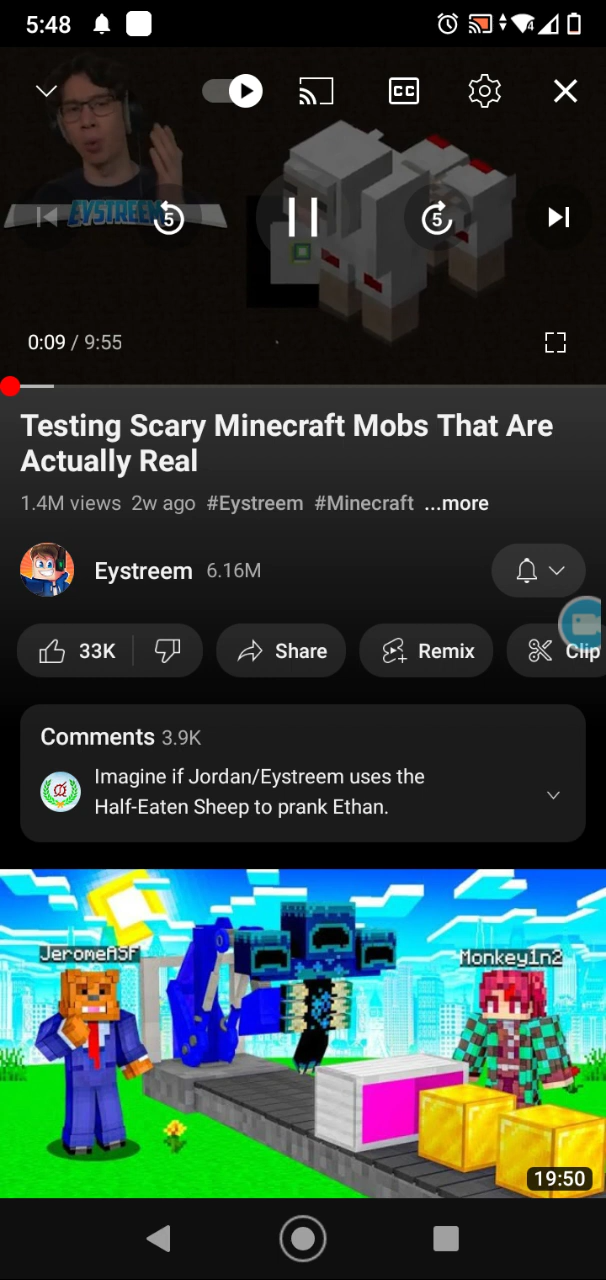 5:48
4
EYSTREEM
5
5
0:09 / 9:55
Testing Scary Minecraft Mobs That Are
Actually Real
1.4M views 2w ago #Eystreem #Minecraft ...more
Eystreem 6.16M
33K
Share
Remix
Clip
Comments 3.9K
Imagine if Jordan/Eystreem uses the
Half-Eaten Sheep to prank Ethan.
JeromeASF
Monkey1n2
19:50